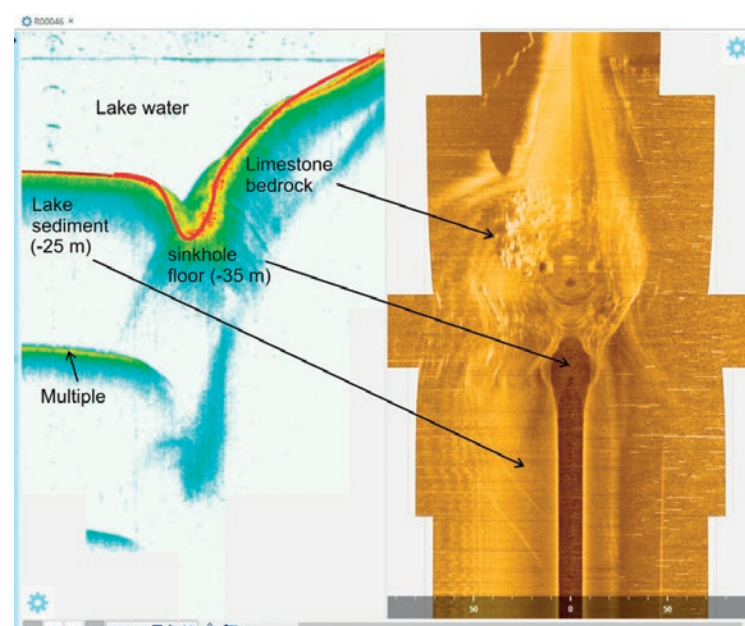 R00046 ×
Lake water
Limestone
bedrock
Lake
sediment
(-25 m)
sinkhole
floor (-35 m)
Multiple
50
0
50